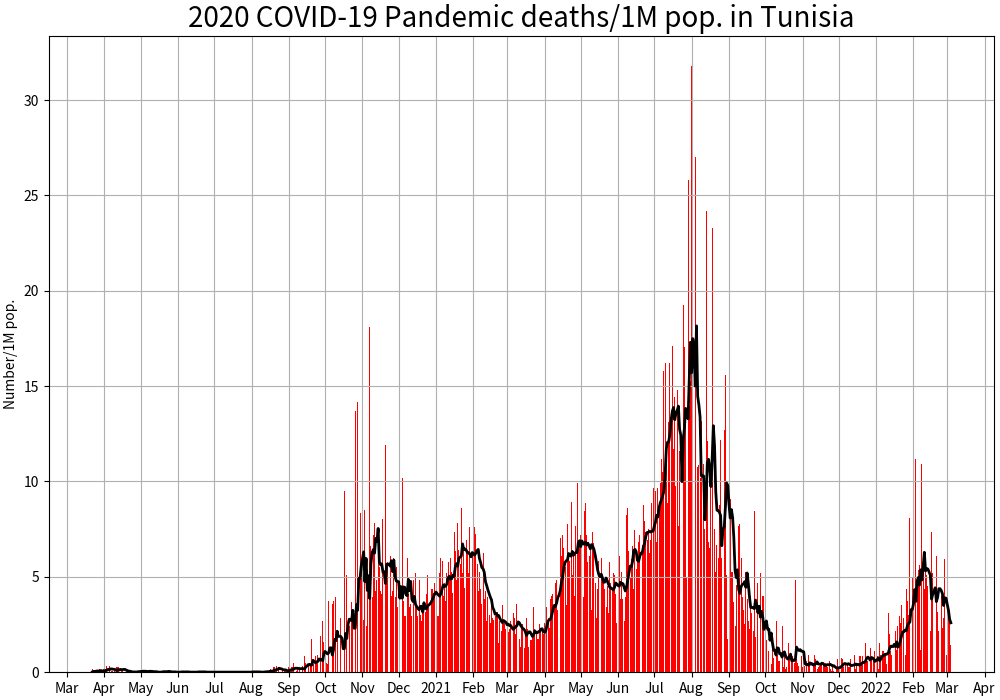 2020 COVID-19 Pandemic deaths/1M pop. in Tunisia
Number/1M pop.
30
25
20
15
10
5
0
Mar Apr May Jun Jul Aug Sep Oct Nov Dec 2021 Feb Mar Apr May Jun Jul Aug Sep Oct Nov Dec 2022 Feb Mar Apr